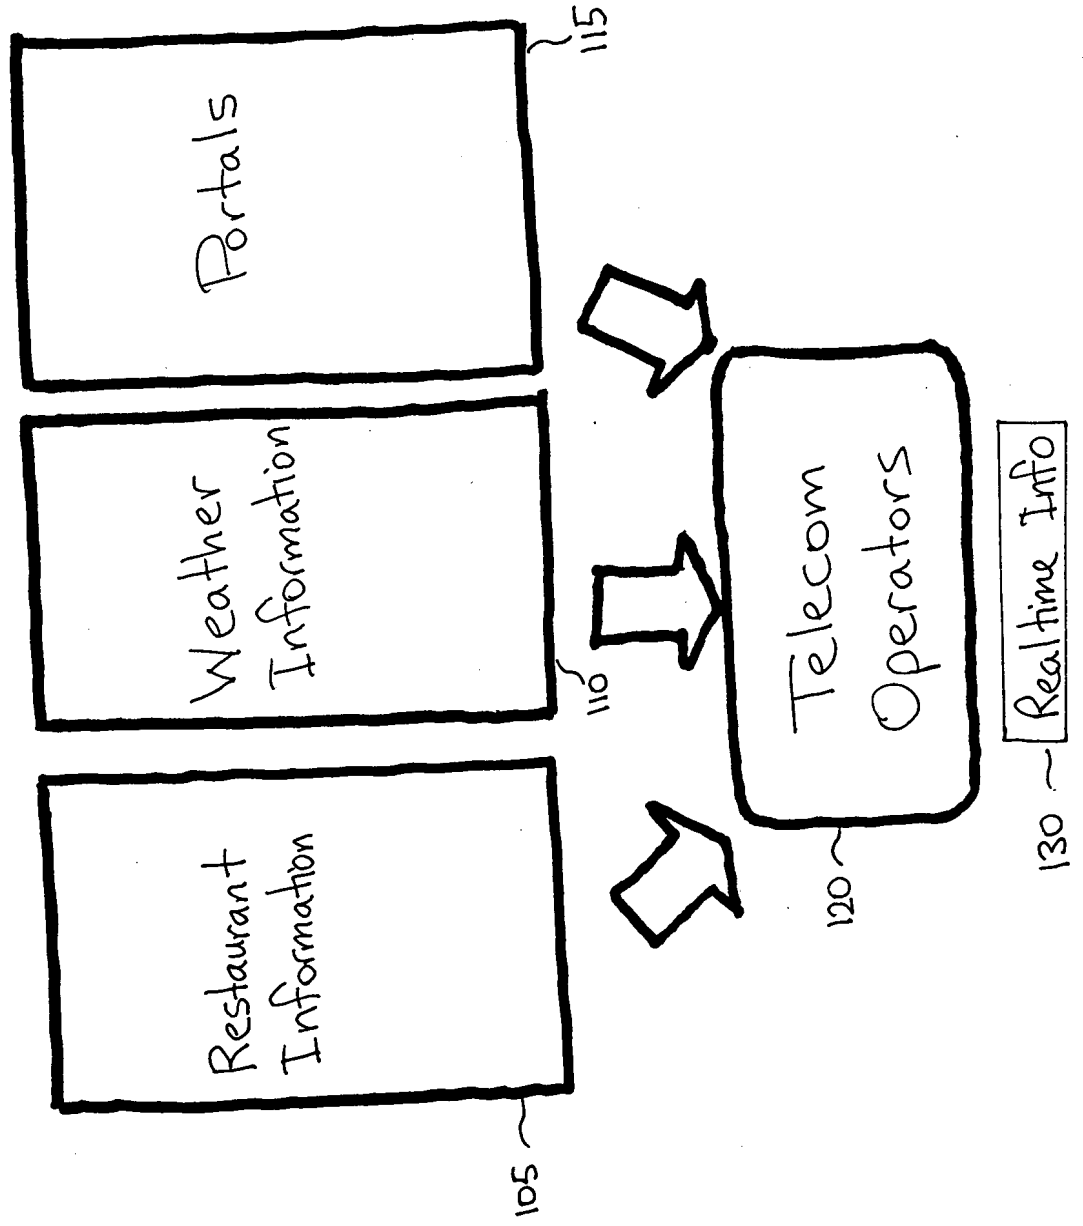 Restaurant
Information
105
Weather
Information
110
Portals
115
Telecom
Operators
120
130
Realtime Info